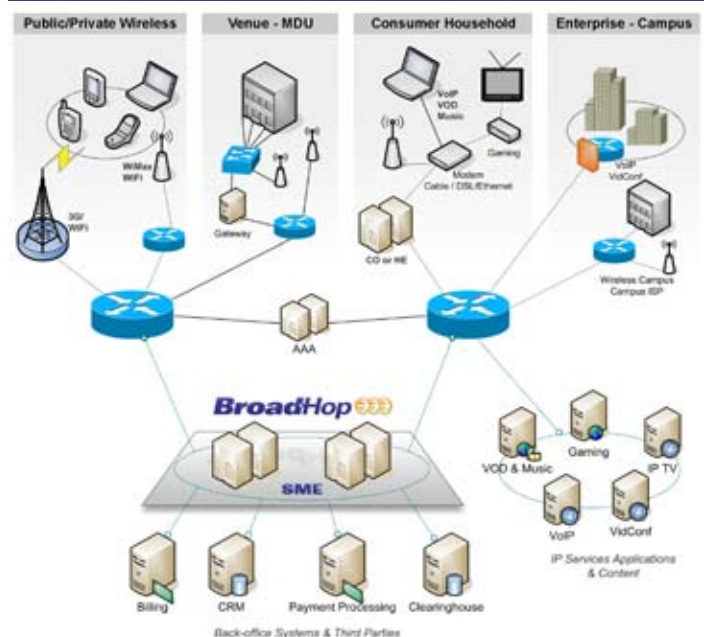 Public/Private Wireless
Venue - MDU
Consumer Household
Enterprise - Campus
VoIP
VOD
Music
Gaming
WiMax
WiFi
3G/
WiFi
Gateway
Modem
Cable / DSL/Ethernet
CO or HE
VoIP
VidConf
Wireless Campus
Campus ISP
AAA
BroadHop
SME
VOD & Music
Gaming
IP TV
VoIP
VidConf
IP Services Applications
& Content
Billing
CRM
Payment Processing
Clearinghouse
Back-office Systems & Third Parties